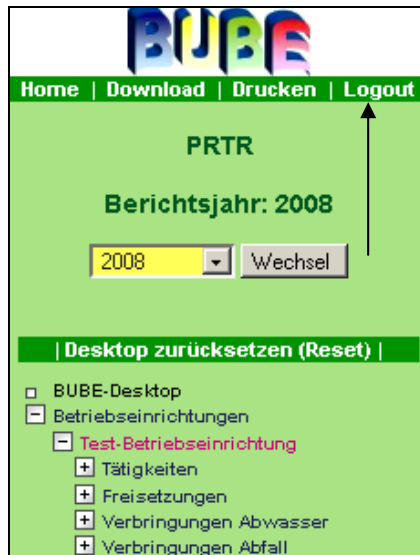 BUBE
Home | Download | Drucken | Logout
PRTR
Berichtsjahr: 2008
2008 Wechsel
| Desktop zurücksetzen (Reset) |
BUBE-Desktop
Betriebseinrichtungen
Test-Betriebseinrichtung
Tätigkeiten
Freisetzungen
Verbringungen Abwasser
Verbringungen Abfall